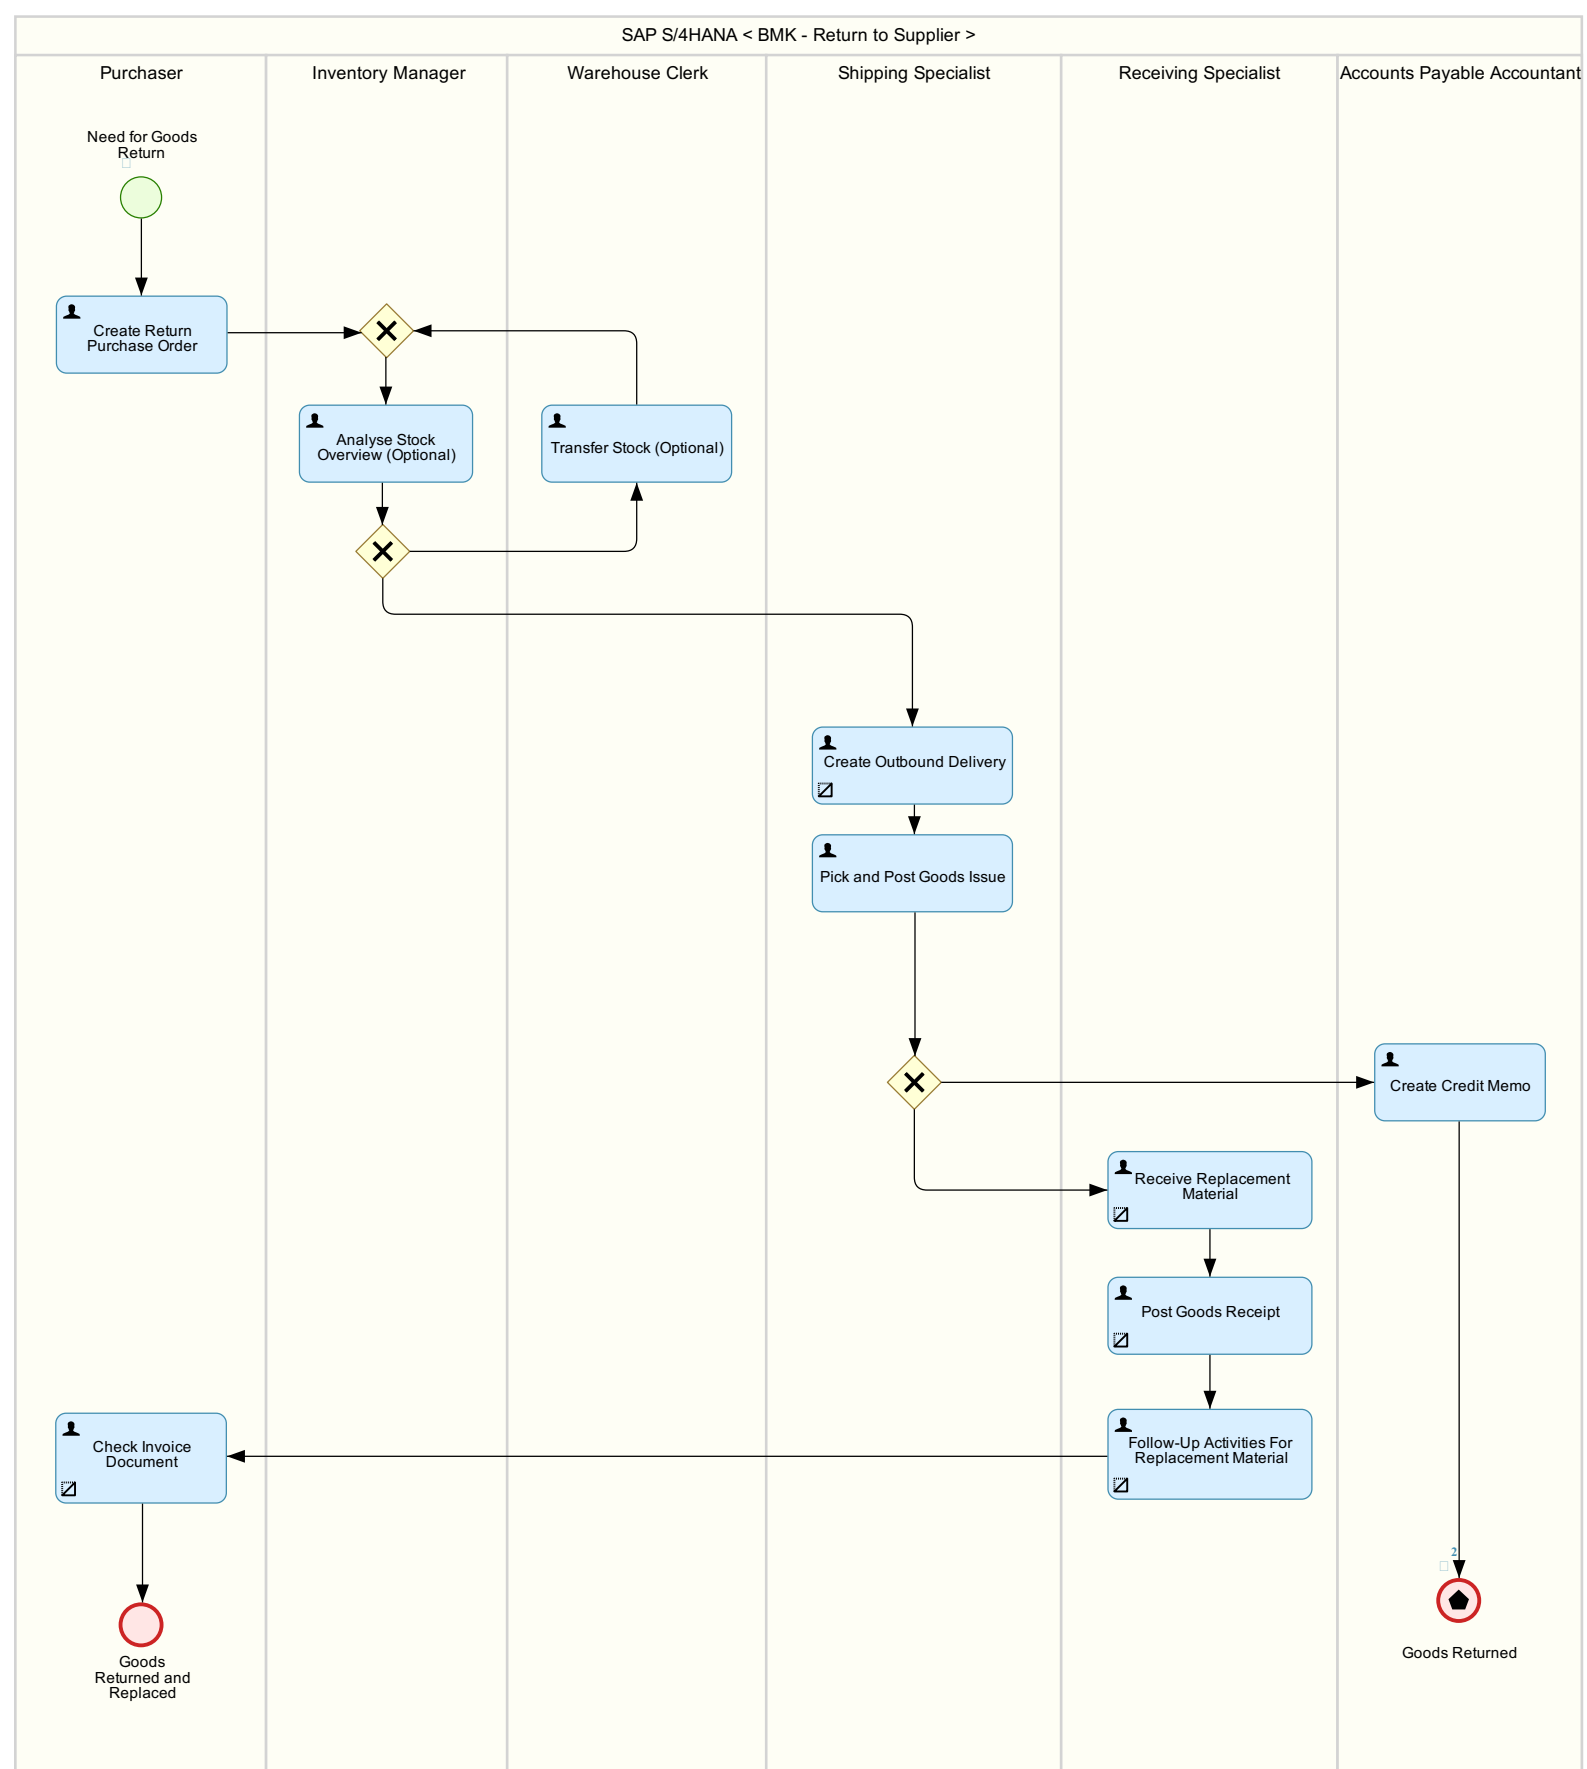 SAP S/4HANA < BMK - Return to Supplier >
Purchaser
Inventory Manager
Warehouse Clerk
Shipping Specialist
Receiving Specialist
Accounts Payable Accountant
Need for Goods
Return
Create Return
Purchase Order
Analyse Stock
Overview (Optional)
Transfer Stock (Optional)
Create Outbound Delivery
Pick and Post Goods Issue
Create Credit Memo
Receive Replacement
Material
Post Goods Receipt
Follow-Up Activities For
Replacement Material
Check Invoice
Document
2
Goods
Returned and
Replaced
Goods Returned